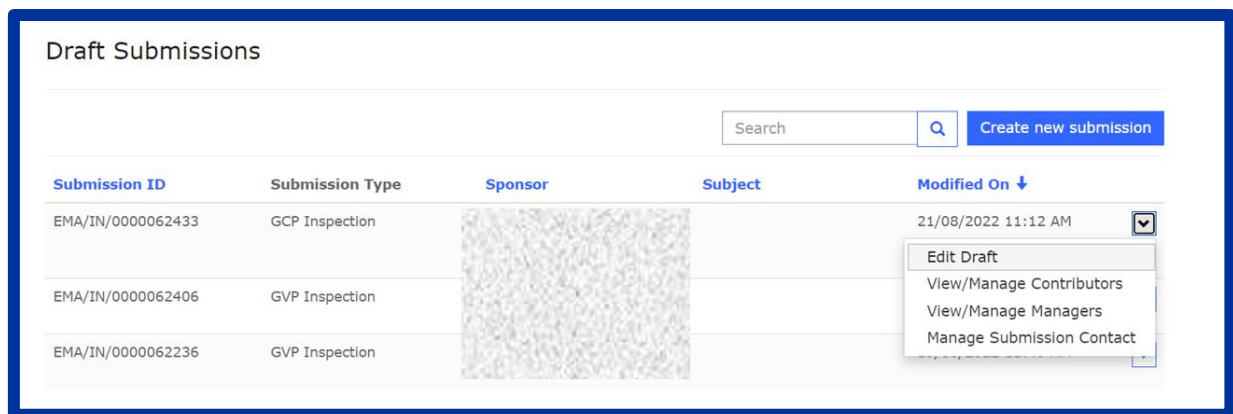 Draft Submissions
Search
Create new submission
Submission ID Submission Type Sponsor Subject Modified On
EMA/IN/0000062433 GCP Inspection 21/08/2022 11:12 AM
Edit Draft
View/Manage Contributors
EMA/IN/0000062406 GVP Inspection
View/Manage Managers
Manage Submission Contact
EMA/IN/0000062236 GVP Inspection